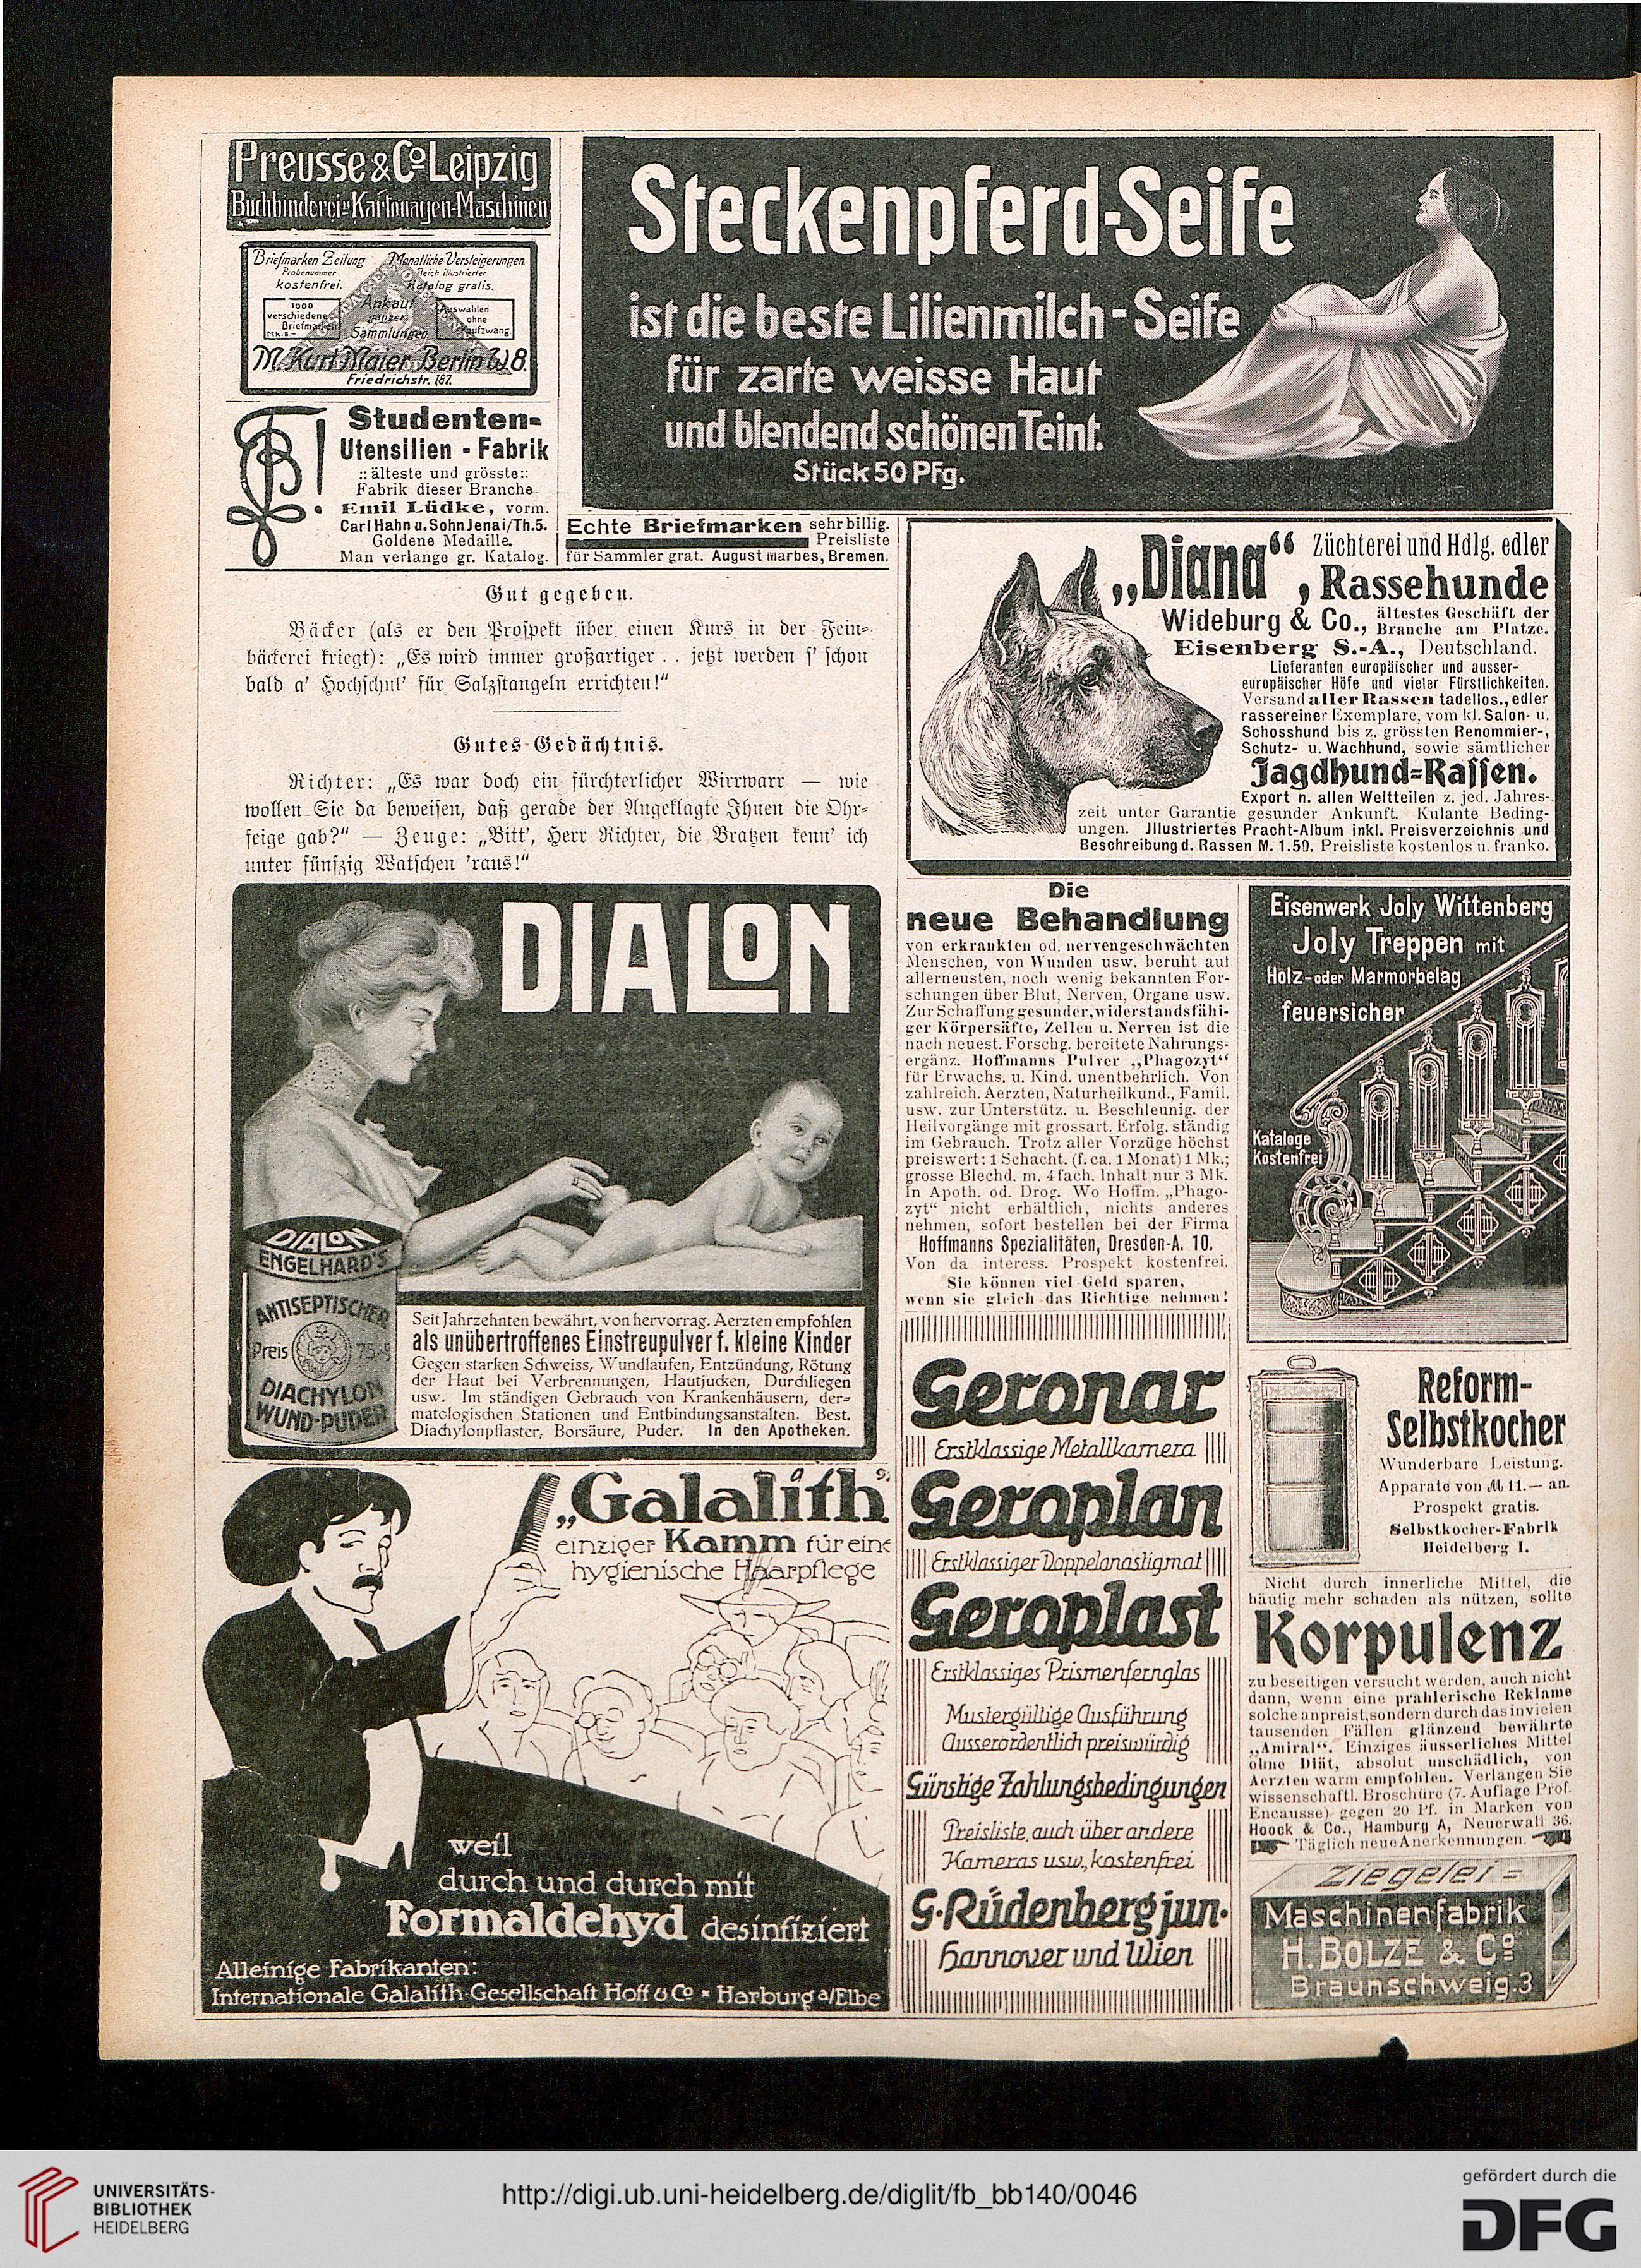 Preusse & Co Leipzig
Buchbinderei-Kartonagen-Maschinen
Briefmarken Zeitung
Probenummer
kostenfrei.
Monatliche Versteigerungen
Reich illustrierter
Katalog gratis.
1000
verschiedene
Briefmarken
Ankauf
ganzer
Sammlungen
Auswahlen
ohne
Kaufzwang.
M. Kurt Maier Berlin W.8.
Friedrichstr. 187.
Studenten-
Utensilien - Fabrik
:: älteste und grösste ::
Fabrik dieser Branche
Emil Lüdke, vorm.
Carl Hahn u. Sohn Jena i/Th. 5.
Goldene Medaille.
Man verlange gr. Katalog.
Steckenpferd-Seife
ist die beste Lilienmilch-Seife
für zarte weisse Haut
und blendend schönen Teint.
Stück 50 Pfg.
Echte Briefmarken sehr billig.
Preisliste
für Sammler grat. August Marbes, Bremen.
Gut gegeben.
Bäcker (als er den Prospekt über einen Kurs in der Fein-
bäckerei kriegt): „Es wird immer großartiger . . jetzt werden s' schon
bald a' Hochschul' für Salzstangeln errichten!“
Gutes Gedächtnis.
Richter: „Es war doch ein fürchterlicher Wirrwarr — wie
wollen Sie da beweisen, daß gerade der Angeklagte Ihnen die Ohr-
feige gab?“ — Zeuge: „Bitt', Herr Richter, die Bratzen kenn' ich
unter fünfzig Watschen 'raus!“
„Diana“, Züchterei und Hdlg. edler
Rassehunde
Wideburg & Co., ältestes Geschäft der
Branche am Platze.
Eisenberg S.-A., Deutschland.
Lieferanten europäischer und ausser-
europäischer Höfe und vieler Fürstlichkeiten.
Versand aller Rassen tadellos., edler
rassereiner Exemplare, vom kl. Salon- u.
Schosshund bis z. grössten Renommier-,
Schutz- u. Wachhund, sowie sämtlicher
Jagdhund-Rassen.
Export n. allen Weltteilen z. jed. Jahres-
zeit unter Garantie gesunder Ankunft. Kulante Beding-
ungen. Jllustriertes Pracht-Album inkl. Preisverzeichnis und
Beschreibung d. Rassen M. 1.50. Preisliste kostenlos u. franko.
DIALON
DIALON
ENGELHARD'S
ANTISEPTISCHER
Preis 75
DIACHYLON
WUND-PUDER
Seit Jahrzehnten bewährt, von hervorrag. Aerzten empfohlen
als unübertroffenes Einstreupulver f. kleine Kinder
Gegen starken Schweiss, Wundlaufen, Entzündung, Rötung
der Haut bei Verbrennungen, Hautjucken, Durchliegen
usw. Im ständigen Gebrauch von Krankenhäusern, der-
matologischen Stationen und Entbindungsanstalten. Best.
Diachylonpflaster, Borsäure, Puder. In den Apotheken.
„Galalith
einziger Kamm für eine
hygienische Haarpflege
weil
durch und durch mit
Formaldehyd desinfiziert
Alleinige Fabrikanten:
Internationale Galalith-Gesellschaft Hoff & Co Harburg a/Elbe
Die
neue Behandlung
von erkrankten od. nervengeschwächten
Menschen, von Wunden usw. beruht auf
allerneusten, noch wenig bekannten For-
schungen über Blut, Nerven, Organe usw.
Zur Schaffung gesunder, widerstandsfähi-
ger Körpersäfte, Zellen u. Nerven ist die
nach neuest. Forschg. bereitete Nahrungs-
ergänz. Hoffmanns Pulver „Phagozyt“
für Erwachs. u. Kind. unentbehrlich. Von
zahlreich. Aerzten, Naturheilkund., Famil.
usw. zur Unterstütz. u. Beschleunig. der
Heilvorgänge mit grossart. Erfolg. ständig
im Gebrauch. Trotz aller Vorzüge höchst
preiswert: 1 Schacht. (f. ca. 1 Monat) 1 Mk.;
grosse Blechd. m. 4fach. Inhalt nur 3 Mk.
In Apoth. od. Drog. Wo Hoffm. „Phago-
zyt“ nicht erhältlich, nichts anderes
nehmen, sofort bestellen bei der Firma
Hoffmanns Spezialitäten, Dresden-A. 10.
Von da interess. Prospekt kostenfrei.
Sie können viel Geld sparen,
wenn sie gleich das Richtige nehmen!
Geronar
Erstklassige Metallkamera
Geroplan
Erstklassiger Doppelanastigmat
Geroplast
Erstklassiges Prismenfernglas
Mustergültige Ausführung
Ausserordentlich preiswürdig
Günstige Zahlungsbedingungen
Preisliste, auch über andere
Kameras usw., kostenfrei
G. Rüdenberg jun.
Hannover und Wien
Eisenwerk Joly Wittenberg
Joly Treppen mit
Holz- oder Marmorbelag
feuersicher
Kataloge
Kostenfrei
Reform-
Selbstkocher
Wunderbare Leistung.
Apparate von M 11.— an.
Prospekt gratis.
Selbstkocher-Fabrik
Heidelberg I.
Nicht durch innerliche Mittel, die
häufig mehr schaden als nützen, sollte
Korpulenz
zu beseitigen versucht werden, auch nicht
dann, wenn eine prahlerische Reklame
solche anpreist, sondern durch das in vielen
tausenden Fällen glänzend bewährte
„Amiral“. Einziges äusserliches Mittel
ohne Diät, absolut unschädlich, von
Aerzten warm empfohlen. Verlangen Sie
wissenschaftl. Broschüre (7. Auflage Prof.
Encausse) gegen 20 Pf. in Marken von
Hoock & Co., Hamburg A, Neuerwall 36.
Täglich neue Anerkennungen.
Ziegelei =
Maschinenfabrik
H. BOLZE & Co
Braunschweig. 3
UNIVERSITÄTS-
BIBLIOTHEK
HEIDELBERG
http://digi.ub.uni-heidelberg.de/diglit/fb_bb140/0046
gefördert durch die
DFG